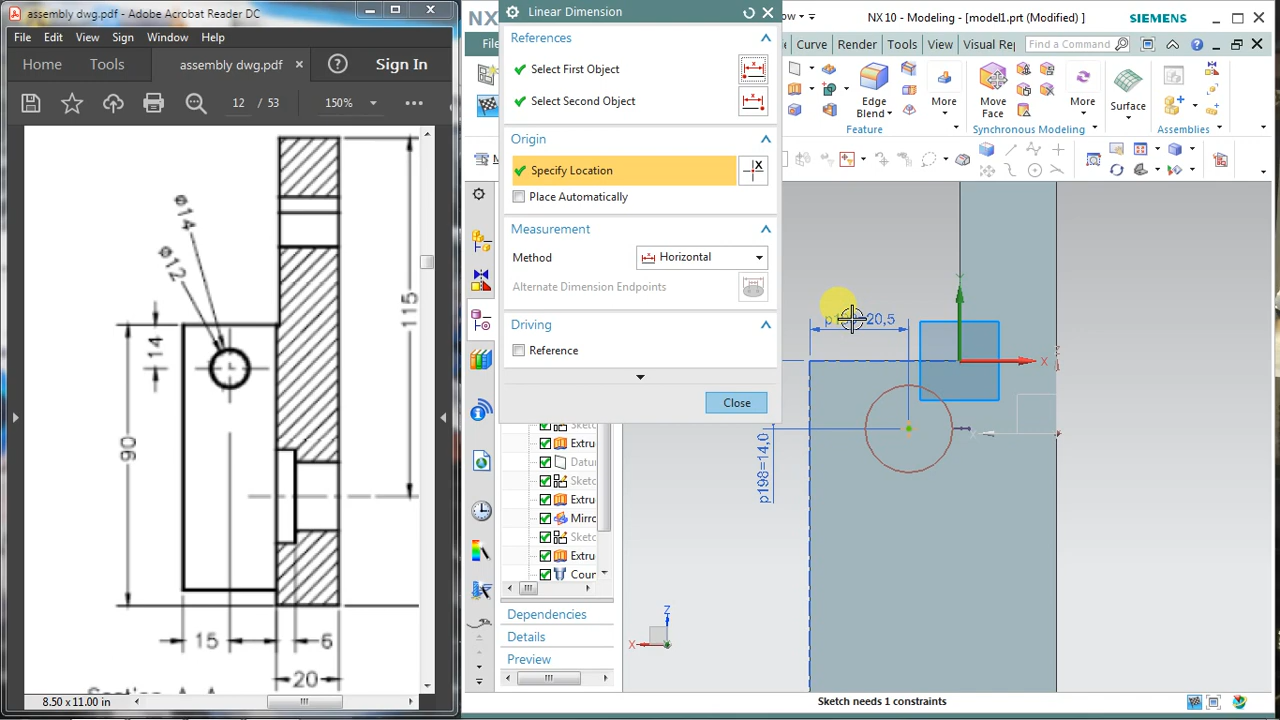 assembly dwg.pdf - Adobe Acrobat Reader DC
File Edit View Sign Window Help
Home Tools assembly dwg.pdf × ? Sign In
12 / 53 150%
φ14
φ12
14
90
115
15 6
20
8.50 x 11.00 in
NX
Linear Dimension
References
Select First Object
Select Second Object
Origin
Specify Location
Place Automatically
Measurement
Method Horizontal
Alternate Dimension Endpoints
Driving
Reference
Close
NX 10 - Modeling - [model1.prt (Modified) ] SIEMENS
Curve Render Tools View Visual Re Find a Command
Edge
Blend
More
Move
Face
More
Surface
Feature Synchronous Modeling Assemblies
20,5
Y
X
p198=14,0
Extru
Datu
Sketc
Extru
Mirro
Sketc
Extru
Coun
Dependencies
Details
Preview
Z
X
Sketch needs 1 constraints